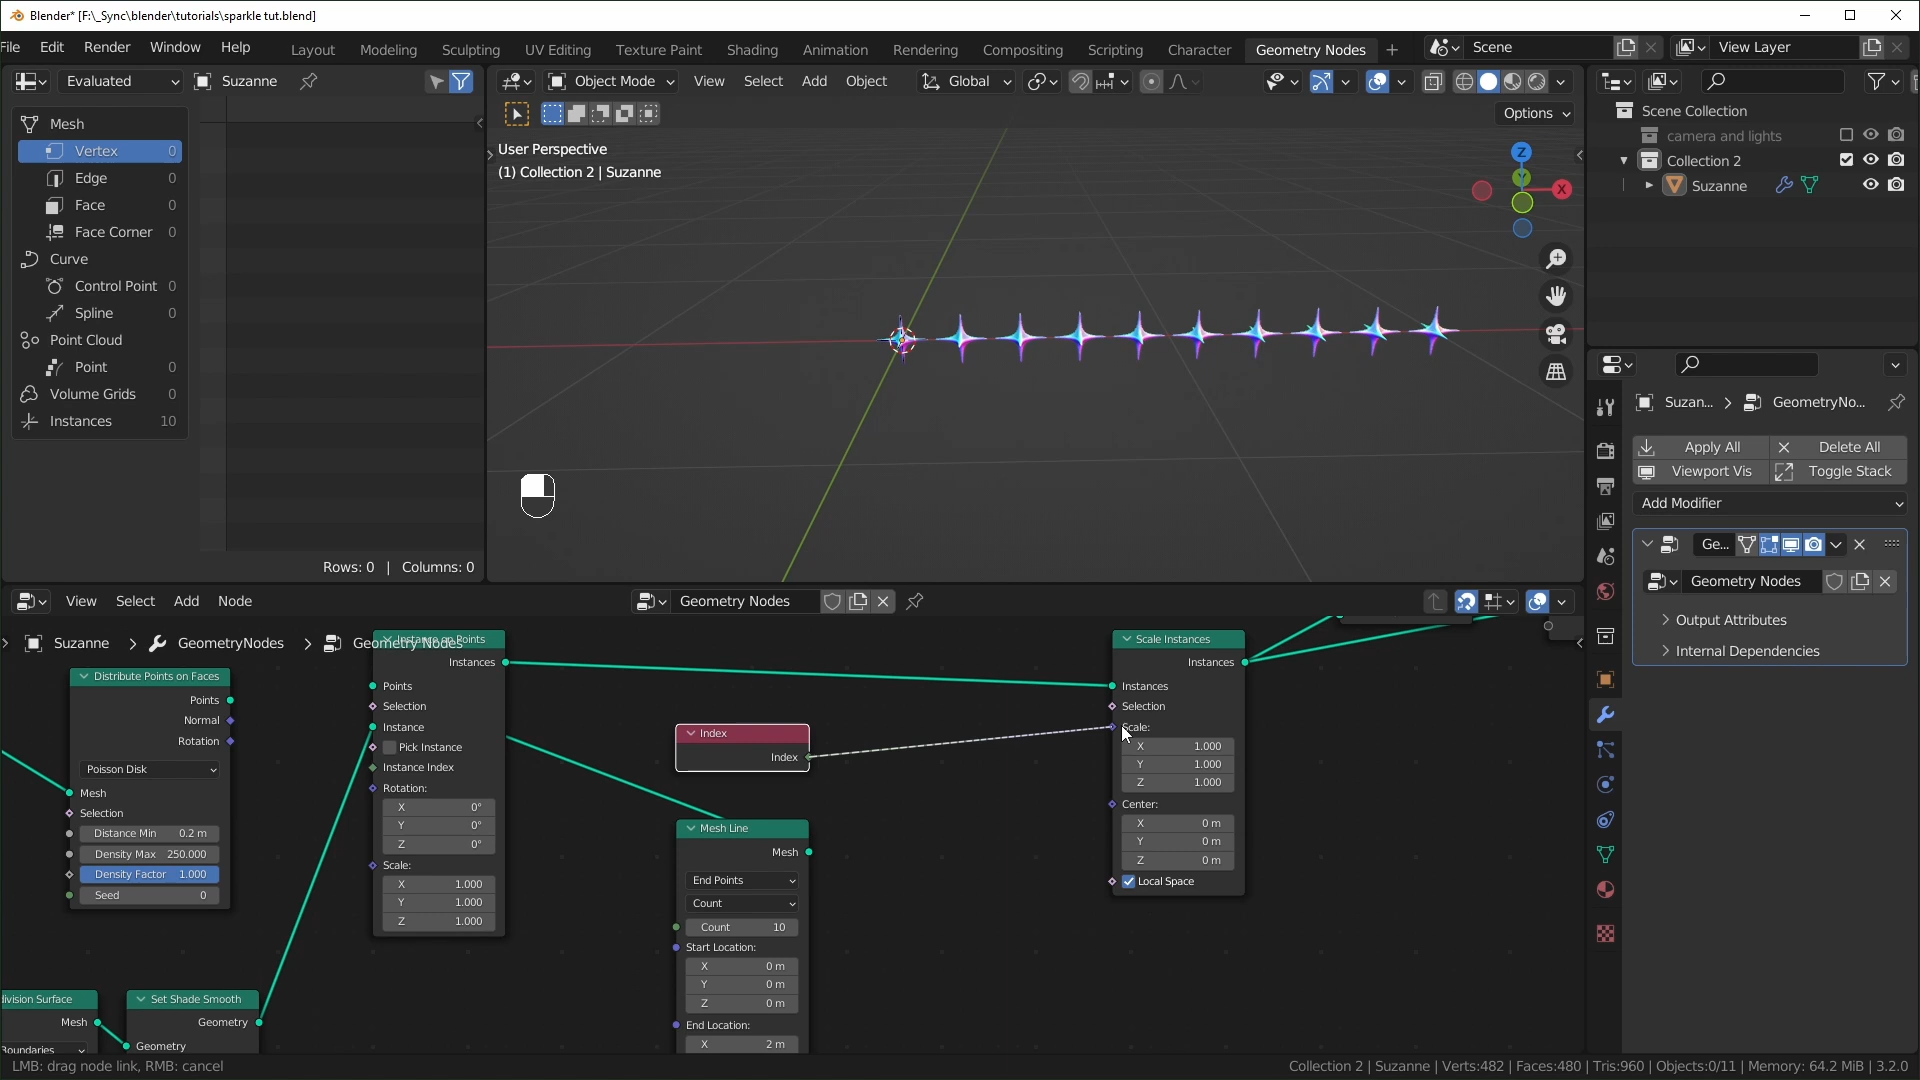 Blender* [F:\_Sync\blender\tutorials\sparkle tut.blend]
File Edit Render Window Help Layout Modeling Sculpting UV Editing Texture Paint Shading Animation Rendering Compositing Scripting Character Geometry Nodes + Scene View Layer
Evaluated Suzanne
Object Mode View Select Add Object Global
Options
Mesh
Vertex 0
Edge 0
Face 0
Face Corner 0
Curve
Control Point 0
Spline 0
Point Cloud 0
Point 0
Volume Grids 0
Instances 10
Rows: 0 | Columns: 0
User Perspective
(1) Collection 2 | Suzanne
Z
Y
X
Scene Collection
camera and lights
Collection 2
Suzanne
Suzan... > GeometryNo...
Apply All Delete All
Viewport Vis Toggle Stack
Add Modifier
Ge...
Geometry Nodes
Output Attributes
Internal Dependencies
View Select Add Node Geometry Nodes
Suzanne > GeometryNodes > Geometry Nodes
Distribute Points on Faces
Points
Normal
Rotation
Poisson Disk
Mesh
Selection
Distance Min 0.2 m
Density Max 250.000
Density Factor 1.000
Seed 0
ivision Surface
Mesh
Boundaries
Set Shade Smooth
Geometry
Geometry
Instance on Points
Instances
Points
Selection
Instance
Pick Instance
Instance Index
Rotation:
X 0°
Y 0°
Z 0°
Scale:
X 1.000
Y 1.000
Z 1.000
Index
Index
Mesh Line
Mesh
End Points
Count
Count 10
Start Location:
X 0 m
Y 0 m
Z 0 m
End Location:
X 2 m
Scale Instances
Instances
Instances
Selection
Scale:
X 1.000
Y 1.000
Z 1.000
Center:
X 0 m
Y 0 m
Z 0 m
Local Space
LMB: drag node link, RMB: cancel
Collection 2 | Suzanne | Verts:482 | Faces:480 | Tris:960 | Objects:0/11 | Memory: 64.2 MiB | 3.2.0